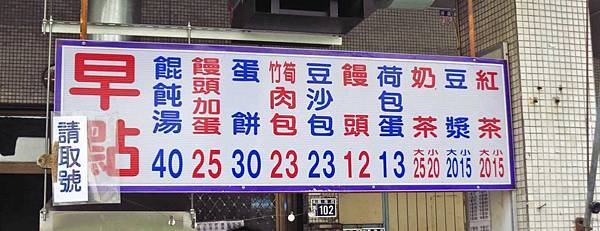 早點
餛飩湯 40
饅頭加蛋 25
蛋餅 30
竹筍肉包 23
豆沙包 23
饅頭 12
荷包蛋 13
奶茶 大25 小20
豆漿 大20 小15
紅茶 大20 小15
請取號
102